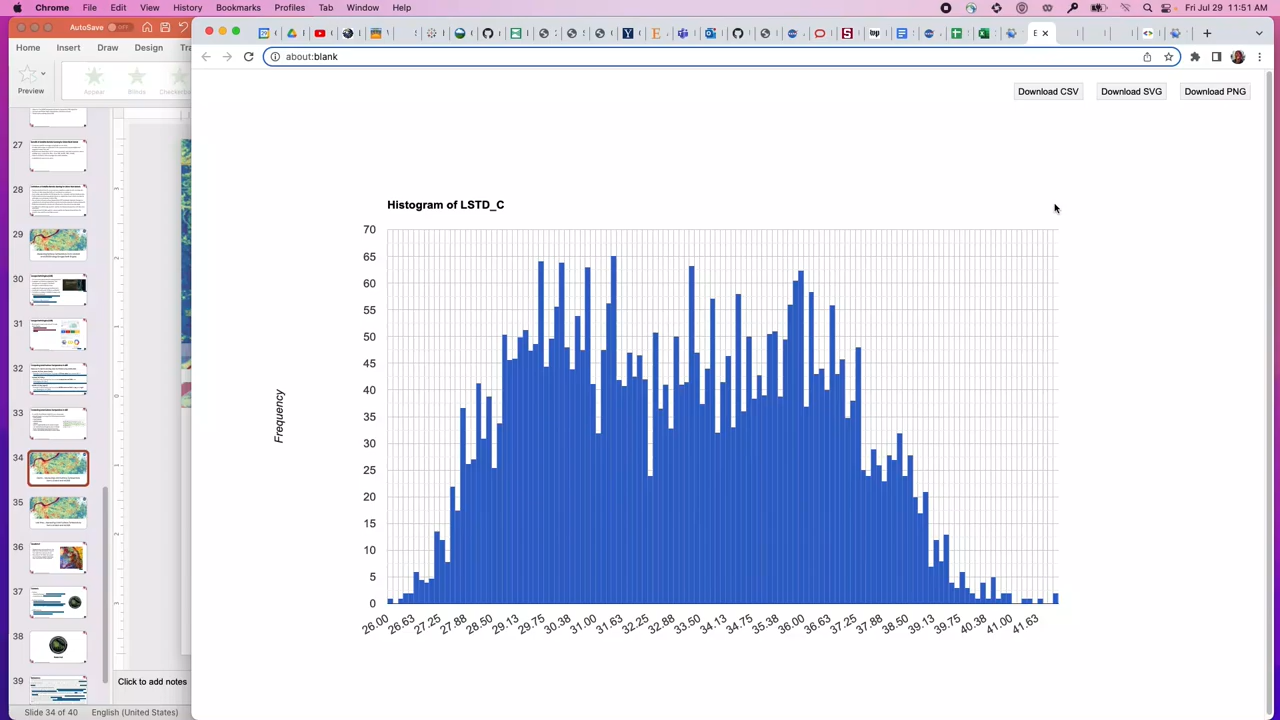 Chrome File Edit View History Bookmarks Profiles Tab Window Help
Fri Jul 29 11:51 AM
AutoSave OFF
Home Insert Draw Design
Preview
Appear
about:blank
Download CSV Download SVG Download PNG
Histogram of LSTD_C
Frequency
70
65
60
55
50
45
40
35
30
25
20
15
10
5
0
26.00 26.63 27.25 27.88 28.50 29.13 29.75 30.38 31.00 31.63 32.25 32.88 33.50 34.13 34.75 35.38 36.00 36.63 37.25 37.88 38.50 39.13 39.75 40.38 41.00 41.63
27
28
29
30
31
32
33
34
35
36
37
38
39
Click to add notes
Slide 34 of 40 English (United States)